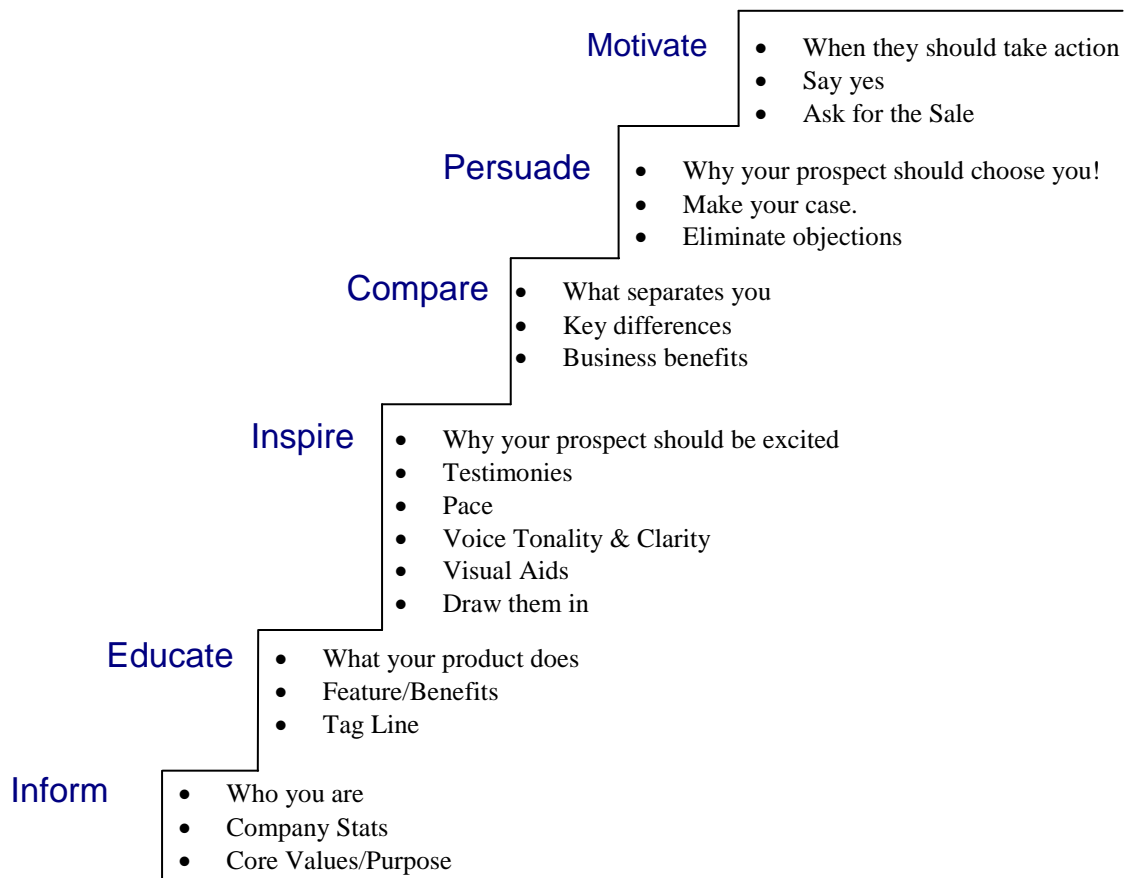 Motivate
• When they should take action
• Say yes
• Ask for the Sale
Persuade
• Why your prospect should choose you!
• Make your case.
• Eliminate objections
Compare
• What separates you
• Key differences
• Business benefits
Inspire
• Why your prospect should be excited
• Testimonies
• Pace
• Voice Tonality & Clarity
• Visual Aids
• Draw them in
Educate
• What your product does
• Feature/Benefits
• Tag Line
Inform
• Who you are
• Company Stats
• Core Values/Purpose